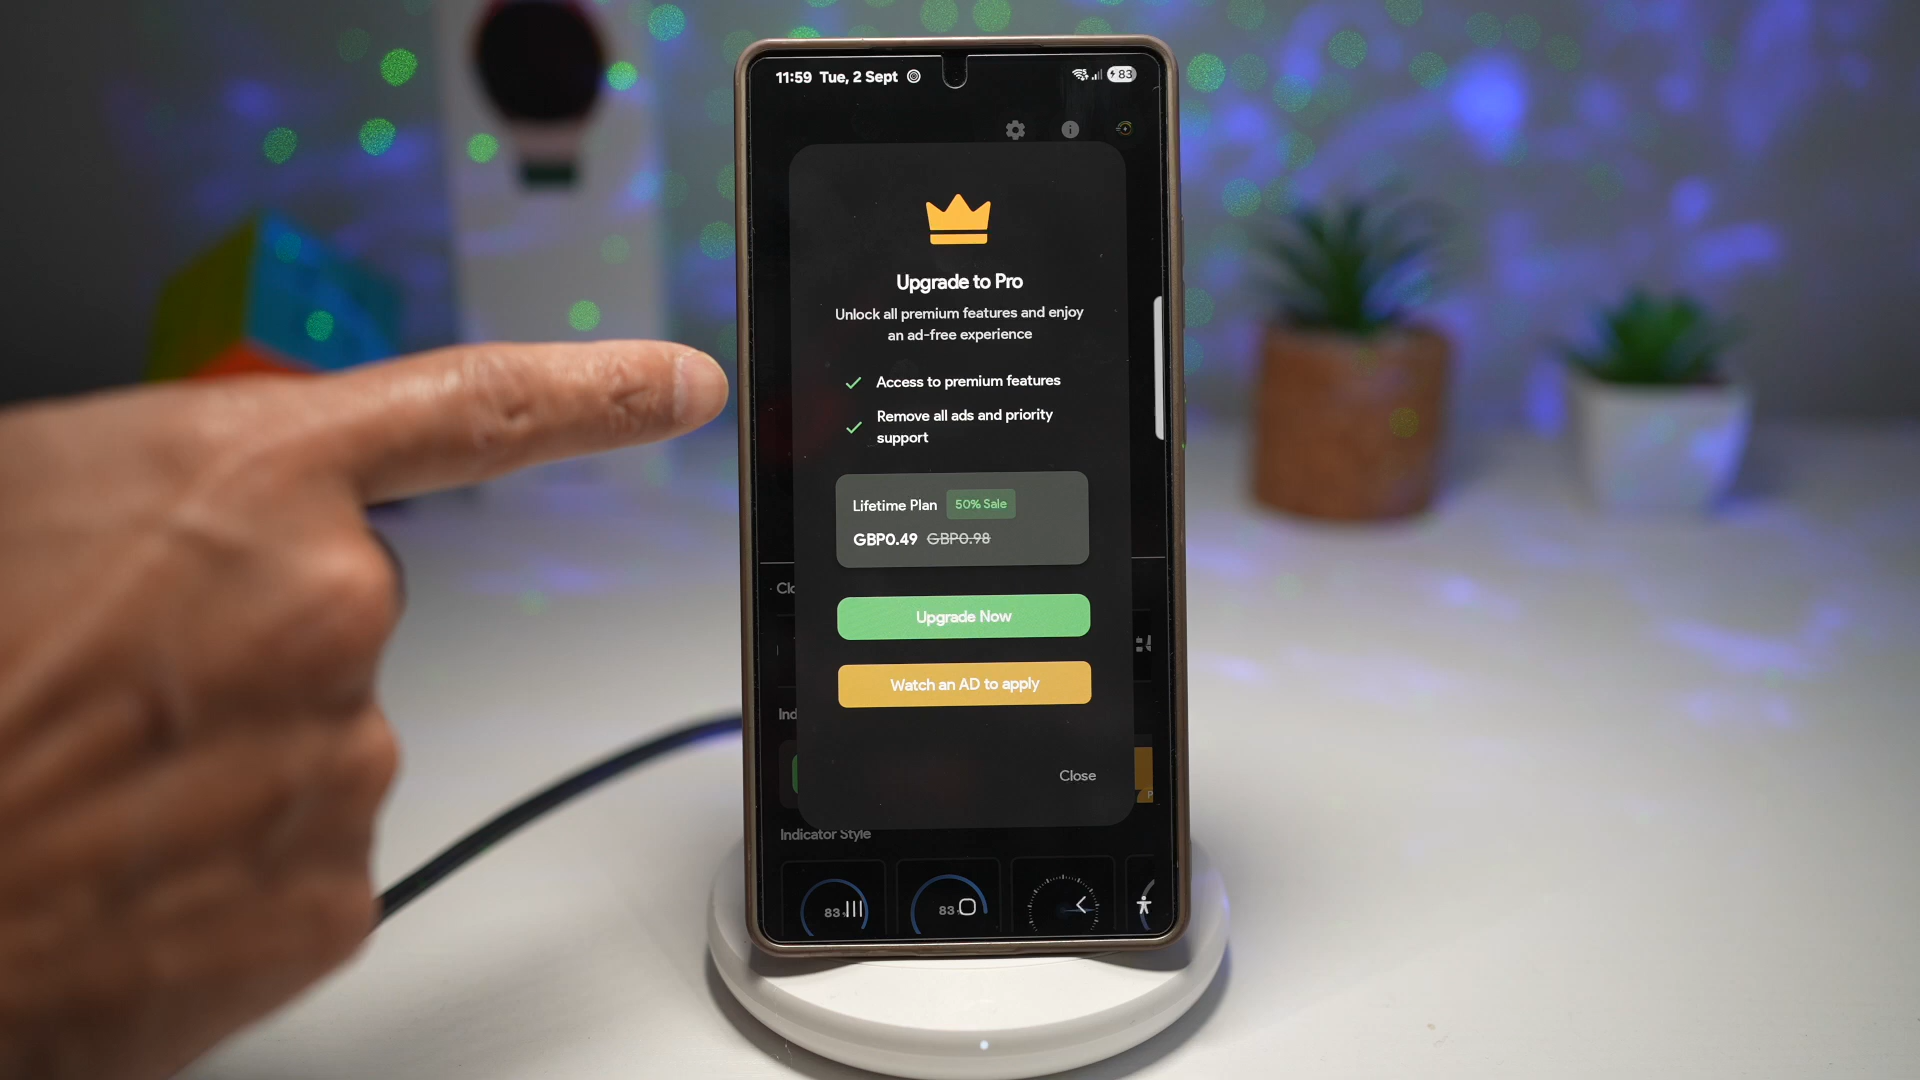 11:59 Tue, 2 Sept
83
Upgrade to Pro
Unlock all premium features and enjoy
an ad-free experience
Access to premium features
Remove all ads and priority
support
Lifetime Plan 50% Sale
GBP0.49 GBP0.98
Upgrade Now
Watch an AD to apply
Close
Indicator Style
83
83